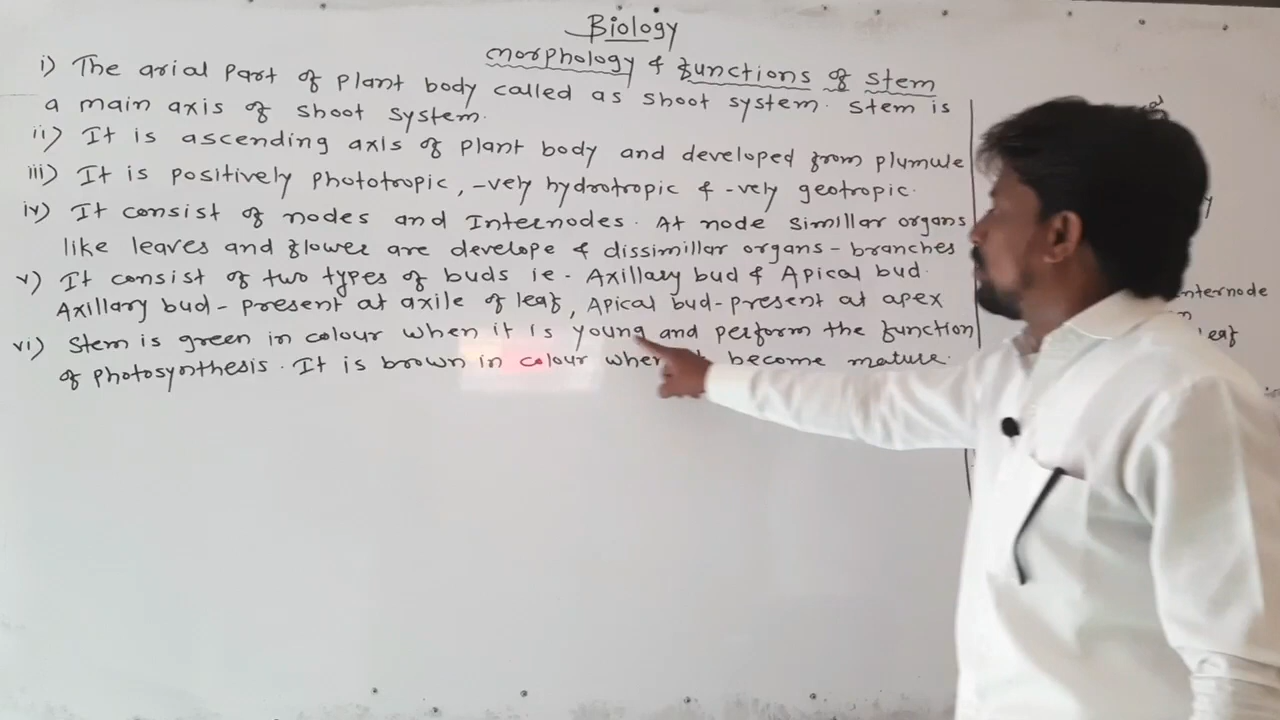 Biology
morphology & functions of stem
i) The arial part of plant body called as shoot system. stem is
a main axis of shoot system.
ii) It is ascending axis of plant body and developed from plumule
iii) It is positively phototropic, -vely hydrotropic & -vely geotropic.
iv) It consist of nodes and Internodes. At node simillar organs
like leaves and flower are develope & dissimillar organs - branches
v) It consist of two types of buds ie. Axillary bud & Apical bud.
Axillary bud - present at axile of leaf, Apical bud - present at apex
vi) Stem is green in colour when it is young and perform the function
of photosynthesis. It is brown in colour when become mature.
nternode
eaf